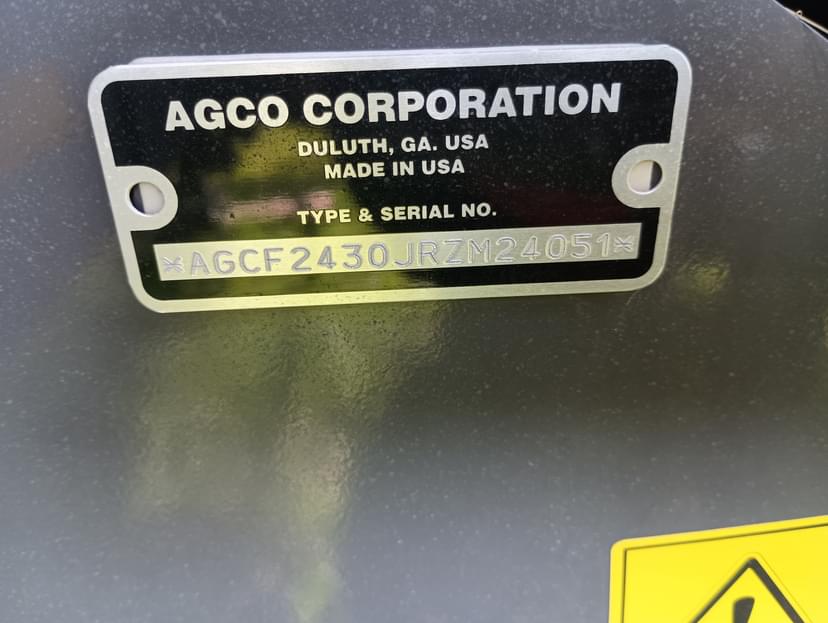 AGCO CORPORATION
DULUTH, GA. USA
MADE IN USA
TYPE & SERIAL NO.
*AGCF2430JRZM24051*